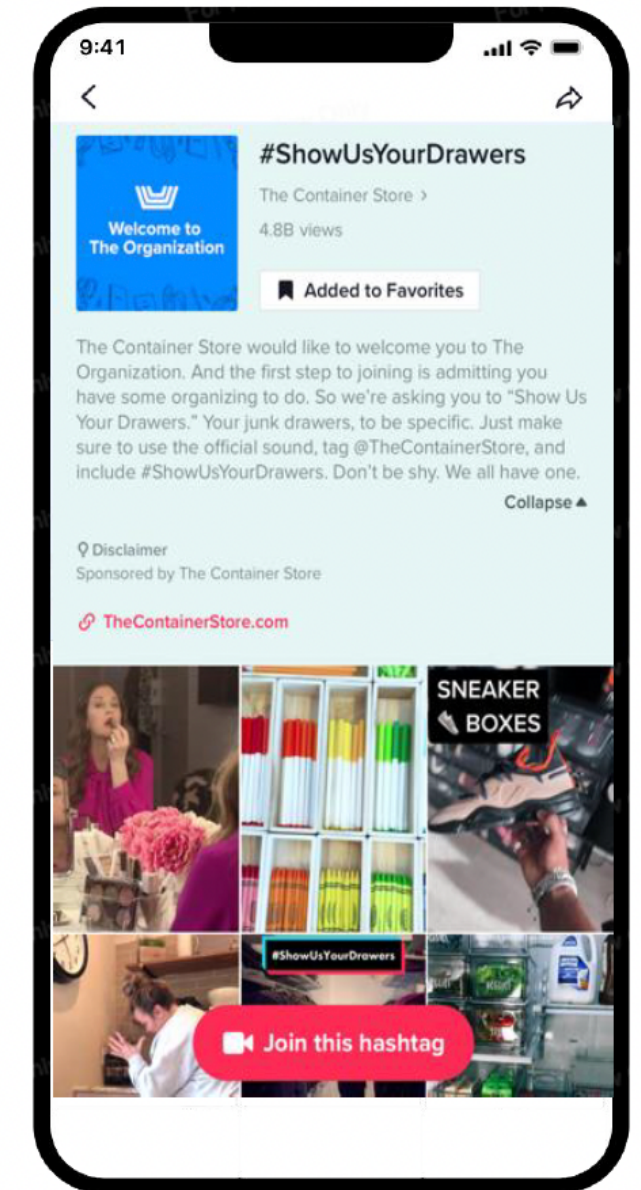 9:41
#ShowUsYourDrawers
The Container Store >
4.8B views
Welcome to
The Organization
Added to Favorites
The Container Store would like to welcome you to The
Organization. And the first step to joining is admitting you
have some organizing to do. So we’re asking you to “Show Us
Your Drawers.” Your junk drawers, to be specific. Just make
sure to use the official sound, tag @TheContainerStore, and
include #ShowUsYourDrawers. Don’t be shy. We all have one.
Collapse
Disclaimer
Sponsored by The Container Store
TheContainerStore.com
SNEAKER
BOXES
#ShowUsYourDrawers
Join this hashtag